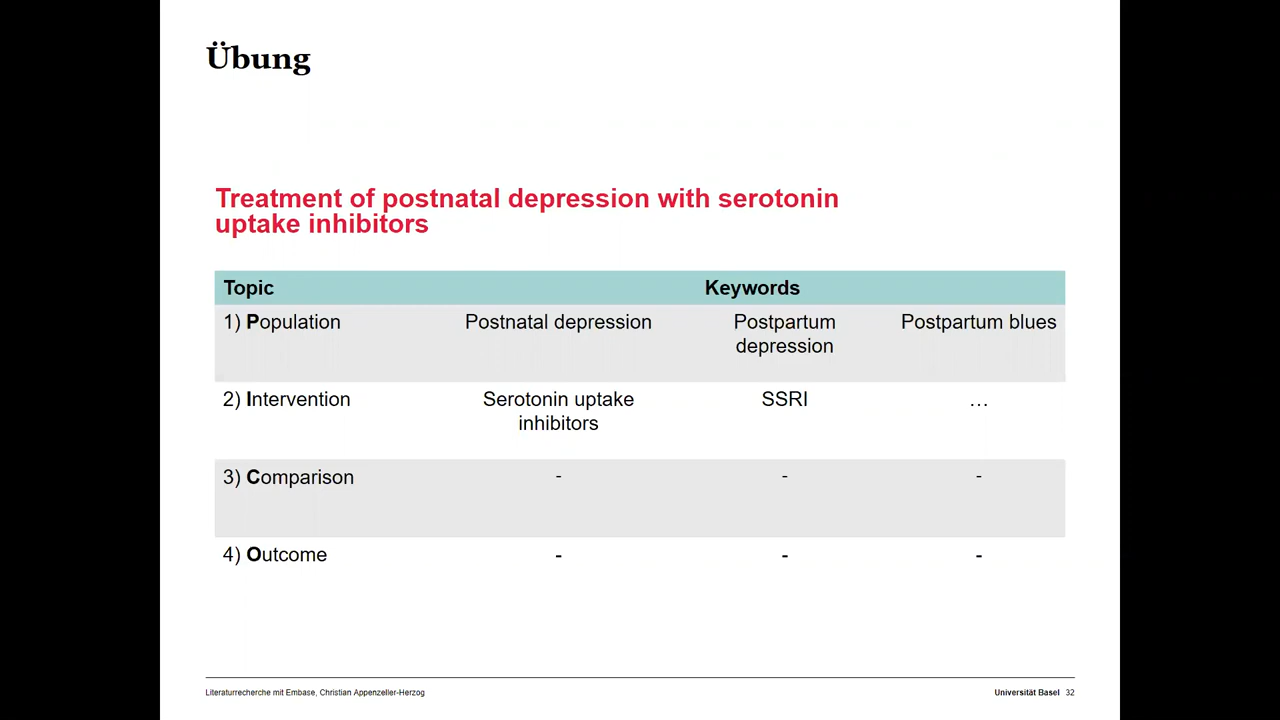 Übung
Treatment of postnatal depression with serotonin
uptake inhibitors
Topic Keywords
1) Population Postnatal depression Postpartum depression Postpartum blues
2) Intervention Serotonin uptake inhibitors SSRI …
3) Comparison - - -
4) Outcome - - -
Literaturrecherche mit Embase, Christian Appenzeller-Herzog Universität Basel 32